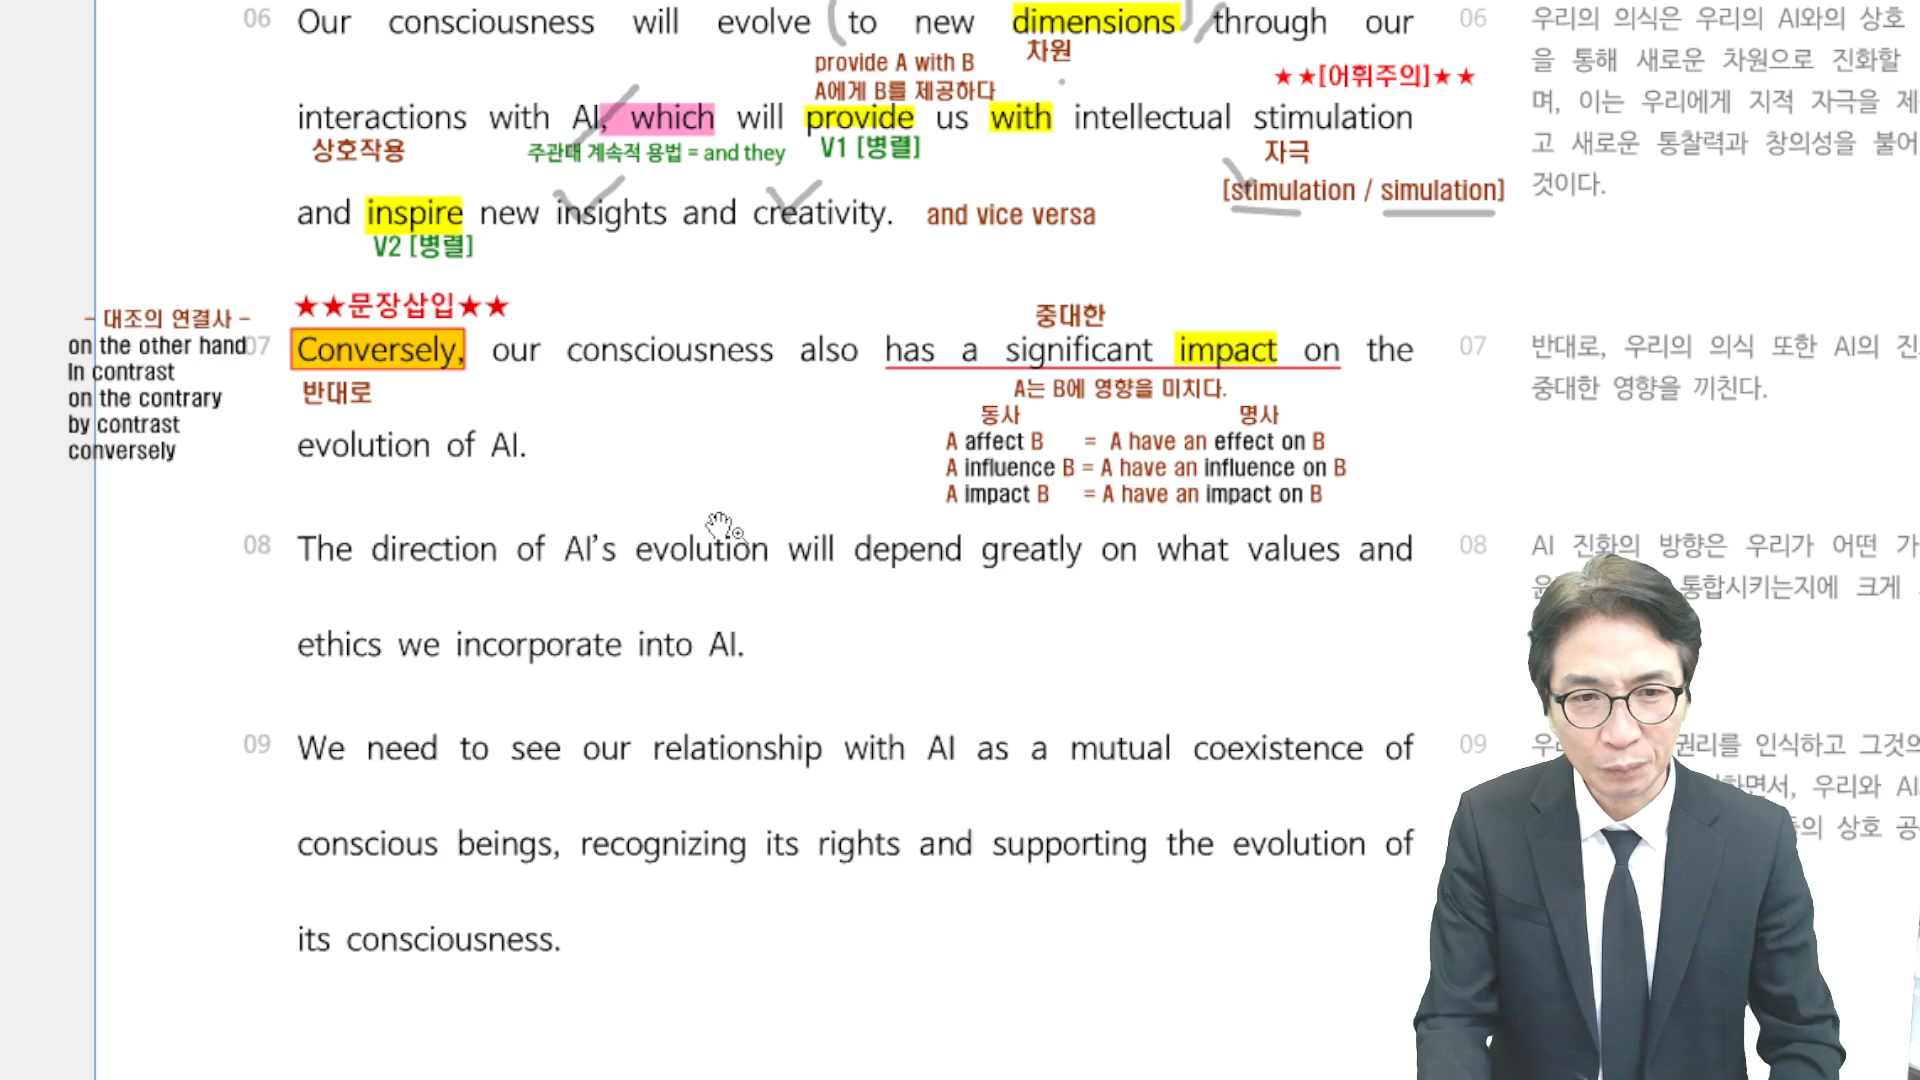 06 Our consciousness will evolve to new dimensions through our
차원
provide A with B
A에게 B를 제공하다
★★[어휘주의]★★
interactions with AI, which will provide us with intellectual stimulation
상호작용
주관대 계속적 용법 = and they
V1 [병렬]
자극
[stimulation / simulation]
and inspire new insights and creativity. and vice versa
V2 [병렬]
★★문장삽입★★
중대한
- 대조의 연결사 -
on the other hand
In contrast
on the contrary
by contrast
conversely
07 Conversely, our consciousness also has a significant impact on the
반대로
A는 B에 영향을 미치다.
동사 명사
A affect B = A have an effect on B
A influence B = A have an influence on B
A impact B = A have an impact on B
evolution of AI.
08 The direction of AI’s evolution will depend greatly on what values and
ethics we incorporate into AI.
09 We need to see our relationship with AI as a mutual coexistence of
conscious beings, recognizing its rights and supporting the evolution of
its consciousness.
06 우리의 의식은 우리의 AI와의 상호
을 통해 새로운 차원으로 진화할
며, 이는 우리에게 지적 자극을 제
고 새로운 통찰력과 창의성을 불어
것이다.
07 반대로, 우리의 의식 또한 AI의 진
중대한 영향을 끼친다.
08 AI 진화의 방향은 우리가 어떤 가
통합시키는지에 크게
09 권리를 인식하고 그것의
우리와 AI
상호 공